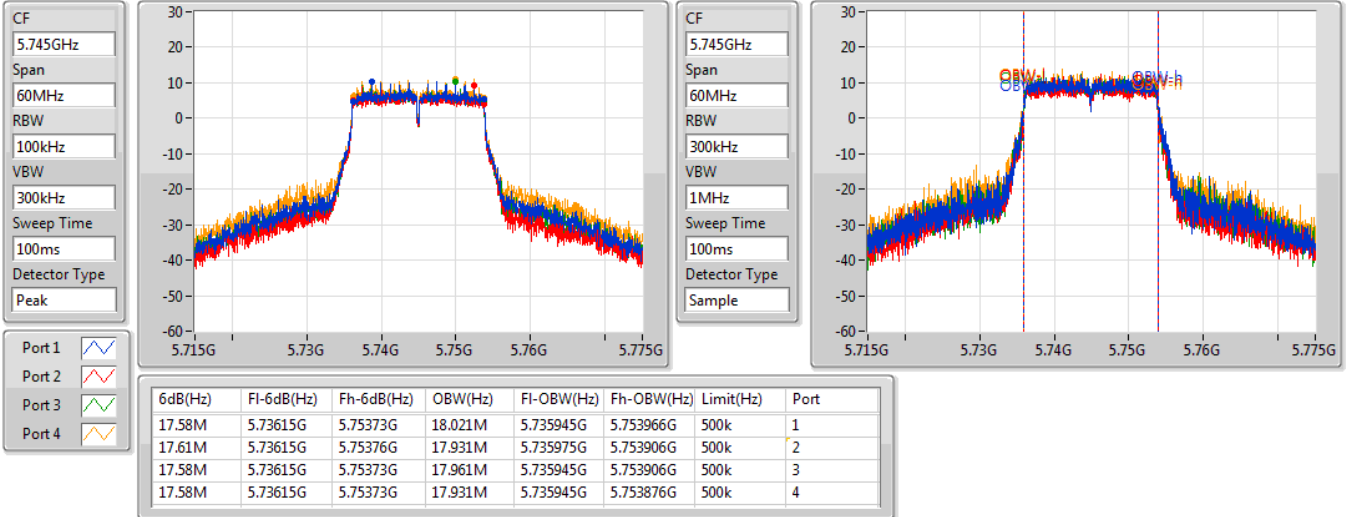 CF
5.745GHz
Span
60MHz
RBW
100kHz
VBW
300kHz
Sweep Time
100ms
Detector Type
Peak
30
20
10
0
-10
-20
-30
-40
-50
-60
5.715G 5.73G 5.74G 5.75G 5.76G 5.775G
CF
5.745GHz
Span
60MHz
RBW
300kHz
VBW
1MHz
Sweep Time
100ms
Detector Type
Sample
30
20
10
0
-10
-20
-30
-40
-50
-60
OBW-h
5.715G 5.73G 5.74G 5.75G 5.76G 5.775G
Port 1
Port 2
Port 3
Port 4
6dB(Hz) Fl-6dB(Hz) Fh-6dB(Hz) OBW(Hz) Fl-OBW(Hz) Fh-OBW(Hz) Limit(Hz) Port
17.58M 5.73615G 5.75373G 18.021M 5.735945G 5.753966G 500k 1
17.61M 5.73615G 5.75376G 17.931M 5.735975G 5.753906G 500k 2
17.58M 5.73615G 5.75373G 17.961M 5.735945G 5.753906G 500k 3
17.58M 5.73615G 5.75373G 17.931M 5.735945G 5.753876G 500k 4